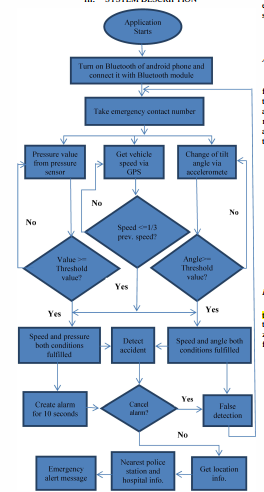 III. SYSTEM DESCRIPTION
Application
Starts
Turn on Bluetooth of android phone and
connect it with Bluetooth module
Take emergency contact number
Pressure value
from pressure
sensor
Get vehicle
speed via
GPS
Change of tilt
angle via
accelerometer
No
No
Speed <=1/3
prev. speed?
Value >=
Threshold
value?
Angle>=
Threshold
value?
Yes
Yes
Yes
Speed and pressure
both conditions
fulfilled
Detect
accident
Speed and angle both
conditions fulfilled
Create alarm
for 10 seconds
Cancel
alarm?
Yes
False
detection
No
Emergency
alert message
Nearest police
station and
hospital info.
Get location
info.